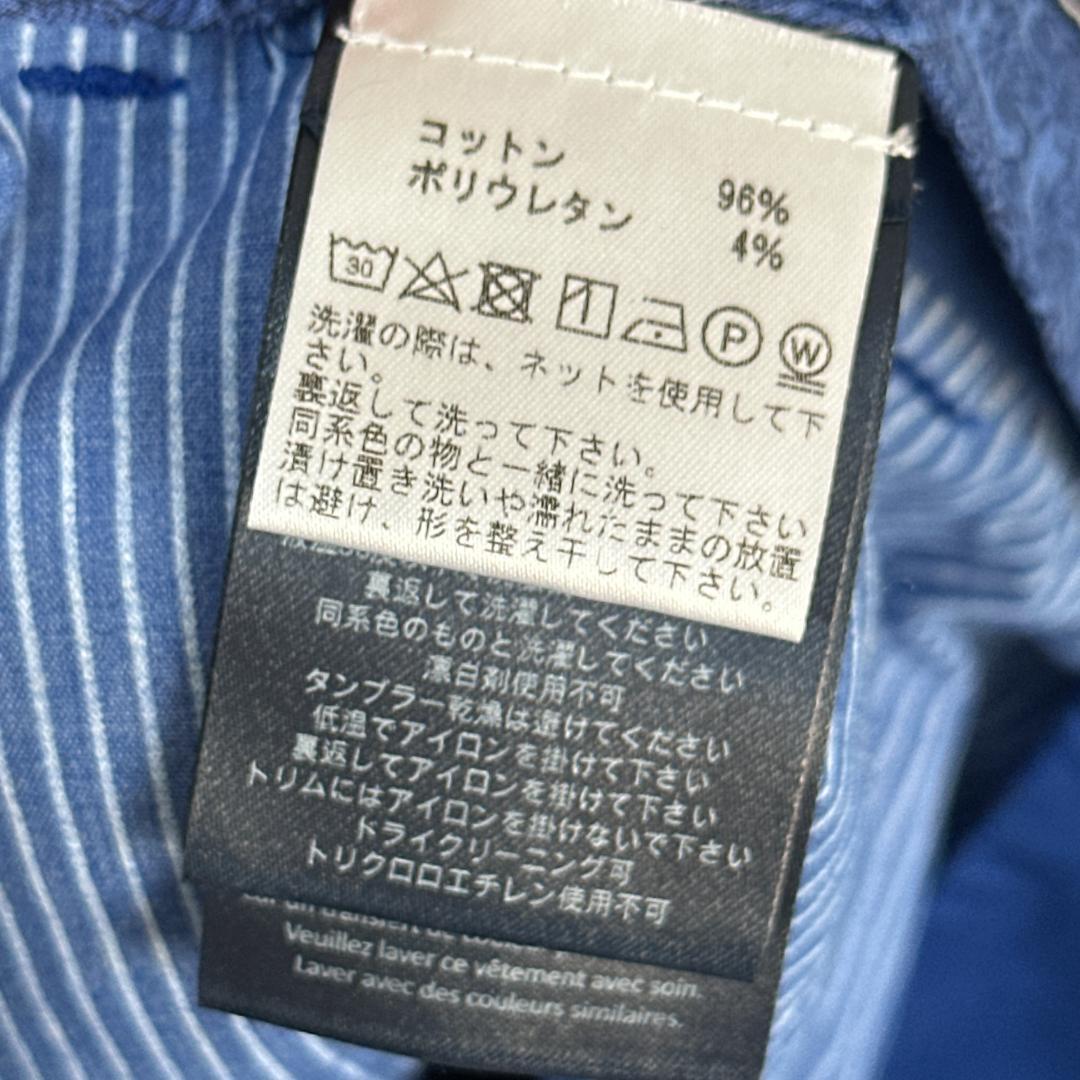 コットン 96%
ポリウレタン 4%
30
P
W
洗濯の際は、ネットを使用して下
さい。
裏返して洗って下さい。
同系色の物と一緒に洗って下さい
漬け置き洗いや濡れたままの放置
は避け、形を整え干して下さい。
裏返して洗濯してください
同系色のものと洗濯してください
漂白剤使用不可
タンブラー乾燥は避けてください
低温でアイロンを掛けて下さい
裏返してアイロンを掛けて下さい
トリムにはアイロンを掛けないで下さい
ドライクリーニング可
トリクロロエチレン使用不可
un transfert de
Veuillez laver ce vêtement avec soin.
Laver avec des couleurs similaires.